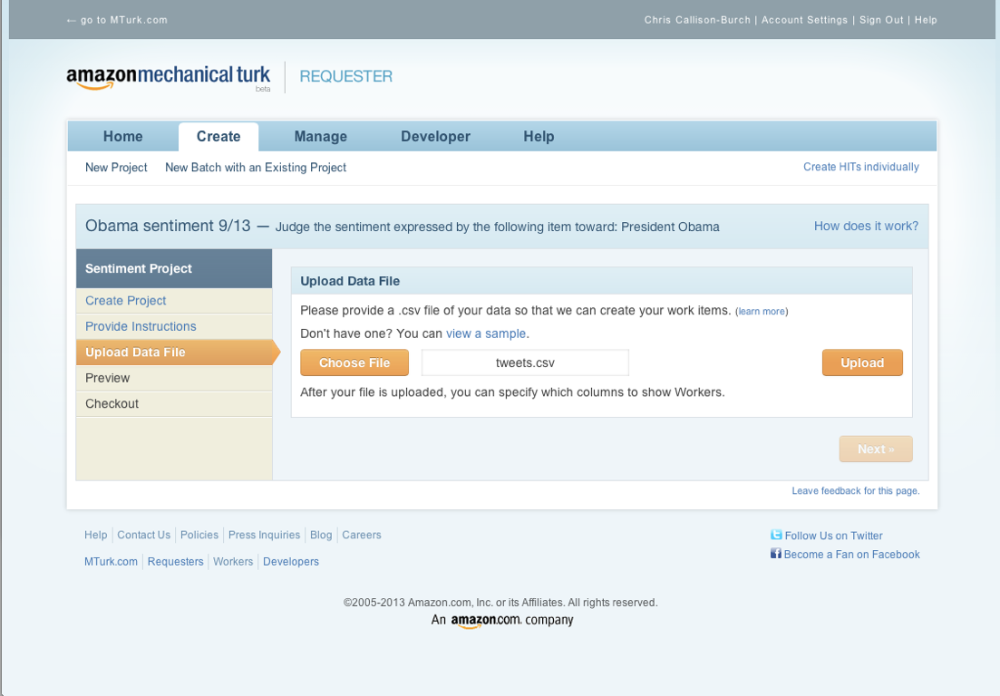 ← go to MTurk.com
Chris Callison-Burch | Account Settings | Sign Out | Help
amazonmechanical turk
beta
REQUESTER
Home Create Manage Developer Help
New Project New Batch with an Existing Project Create HITs individually
Obama sentiment 9/13 — Judge the sentiment expressed by the following item toward: President Obama How does it work?
Sentiment Project
Create Project
Provide Instructions
Upload Data File
Preview
Checkout
Upload Data File
Please provide a .csv file of your data so that we can create your work items. (learn more)
Don't have one? You can view a sample.
Choose File tweets.csv Upload
After your file is uploaded, you can specify which columns to show Workers.
Next »
Leave feedback for this page.
Help Contact Us Policies Press Inquiries Blog Careers
MTurk.com Requesters Workers Developers
Follow Us on Twitter
Become a Fan on Facebook
©2005-2013 Amazon.com, Inc. or its Affiliates. All rights reserved.
An amazon.com. company